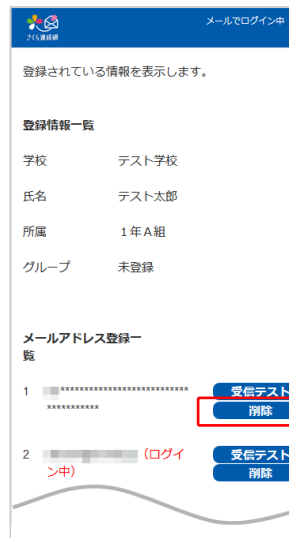 さくら連絡網
メールでログイン中
登録されている情報を表示します。
登録情報一覧
学校 テスト学校
氏名 テスト太郎
所属 1年A組
グループ 未登録
メールアドレス登録一
覧
1 ***************************
受信テスト
***********
削除
2 (ログイ
ン中)
受信テスト
削除